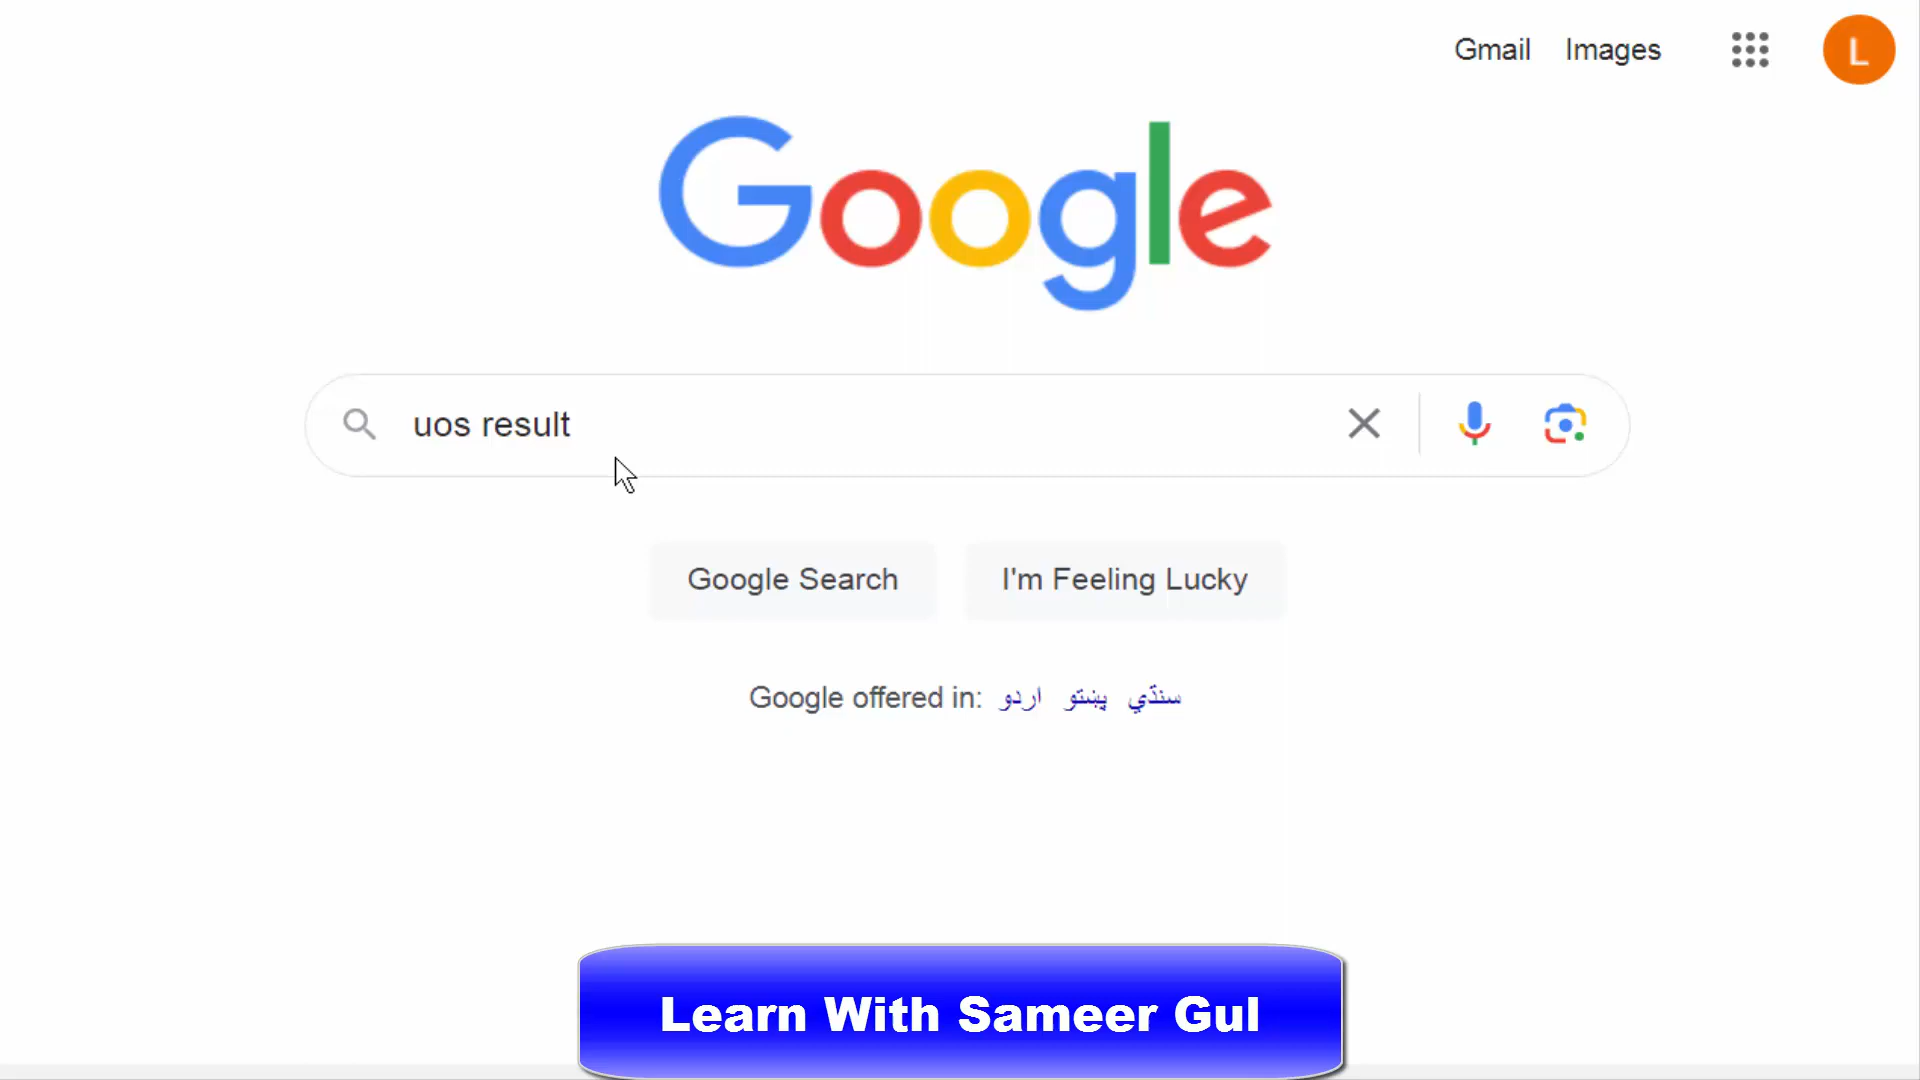 Gmail Images
L
Google
uos result
Google Search I'm Feeling Lucky
Google offered in: اردو پښتو سنڌي
Learn With Sameer Gul